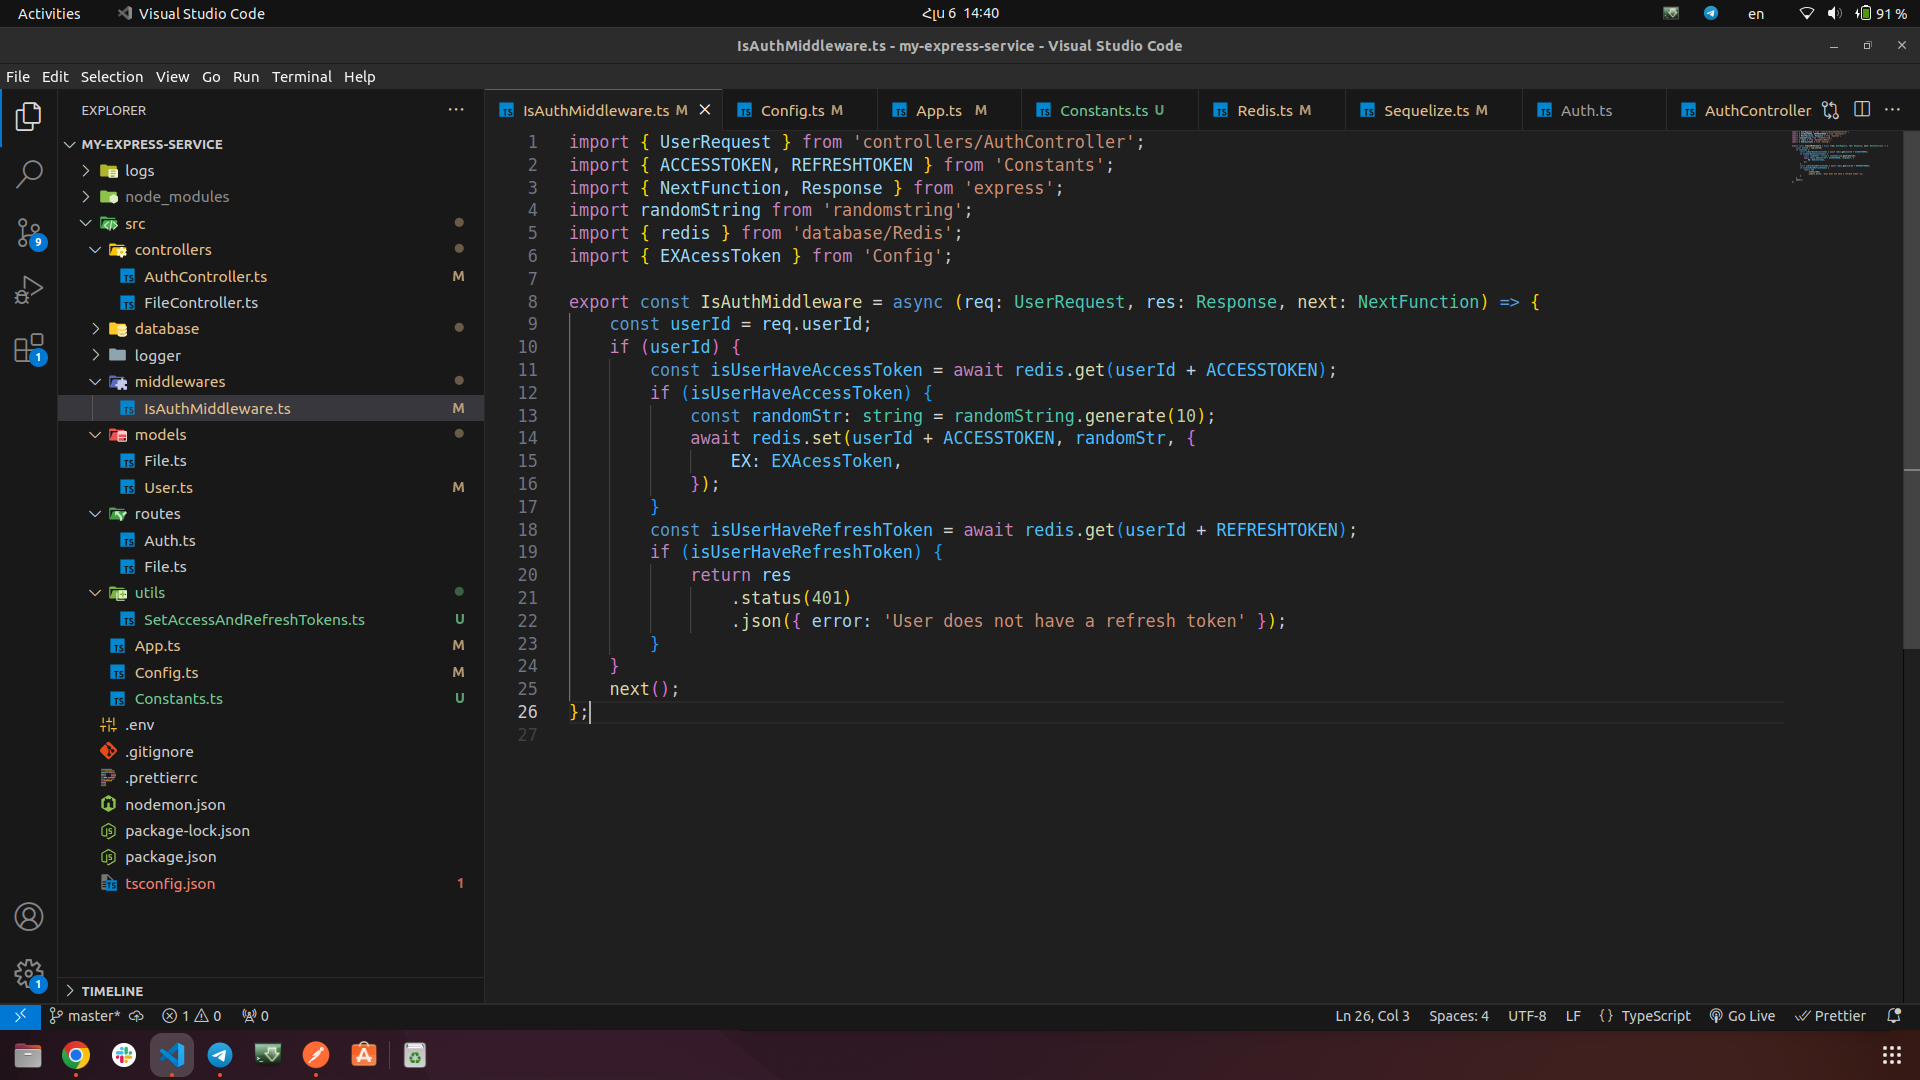 Activities
Visual Studio Code
Հլս 6 14:40
en
91 %
IsAuthMiddleware.ts - my-express-service - Visual Studio Code
File Edit Selection View Go Run Terminal Help
EXPLORER
MY-EXPRESS-SERVICE
logs
node_modules
src
controllers
AuthController.ts M
FileController.ts
database
logger
middlewares
IsAuthMiddleware.ts M
models
File.ts
User.ts M
routes
Auth.ts
File.ts
utils
SetAccessAndRefreshTokens.ts U
App.ts M
Config.ts M
Constants.ts U
.env
.gitignore
.prettierrc
nodemon.json
package-lock.json
package.json
tsconfig.json 1
TIMELINE
9
1
1
IsAuthMiddleware.ts M
Config.ts M
App.ts M
Constants.ts U
Redis.ts M
Sequelize.ts M
Auth.ts
AuthController
1 import { UserRequest } from 'controllers/AuthController';
2 import { ACCESSTOKEN, REFRESHTOKEN } from 'Constants';
3 import { NextFunction, Response } from 'express';
4 import randomString from 'randomstring';
5 import { redis } from 'database/Redis';
6 import { EXAcessToken } from 'Config';
7
8 export const IsAuthMiddleware = async (req: UserRequest, res: Response, next: NextFunction) => {
9 const userId = req.userId;
10 if (userId) {
11 const isUserHaveAccessToken = await redis.get(userId + ACCESSTOKEN);
12 if (isUserHaveAccessToken) {
13 const randomStr: string = randomString.generate(10);
14 await redis.set(userId + ACCESSTOKEN, randomStr, {
15 EX: EXAcessToken,
16 });
17 }
18 const isUserHaveRefreshToken = await redis.get(userId + REFRESHTOKEN);
19 if (isUserHaveRefreshToken) {
20 return res
21 .status(401)
22 .json({ error: 'User does not have a refresh token' });
23 }
24 }
25 next();
26 };
27
master*
1 0
0
Ln 26, Col 3
Spaces: 4
UTF-8
LF
{ } TypeScript
Go Live
Prettier